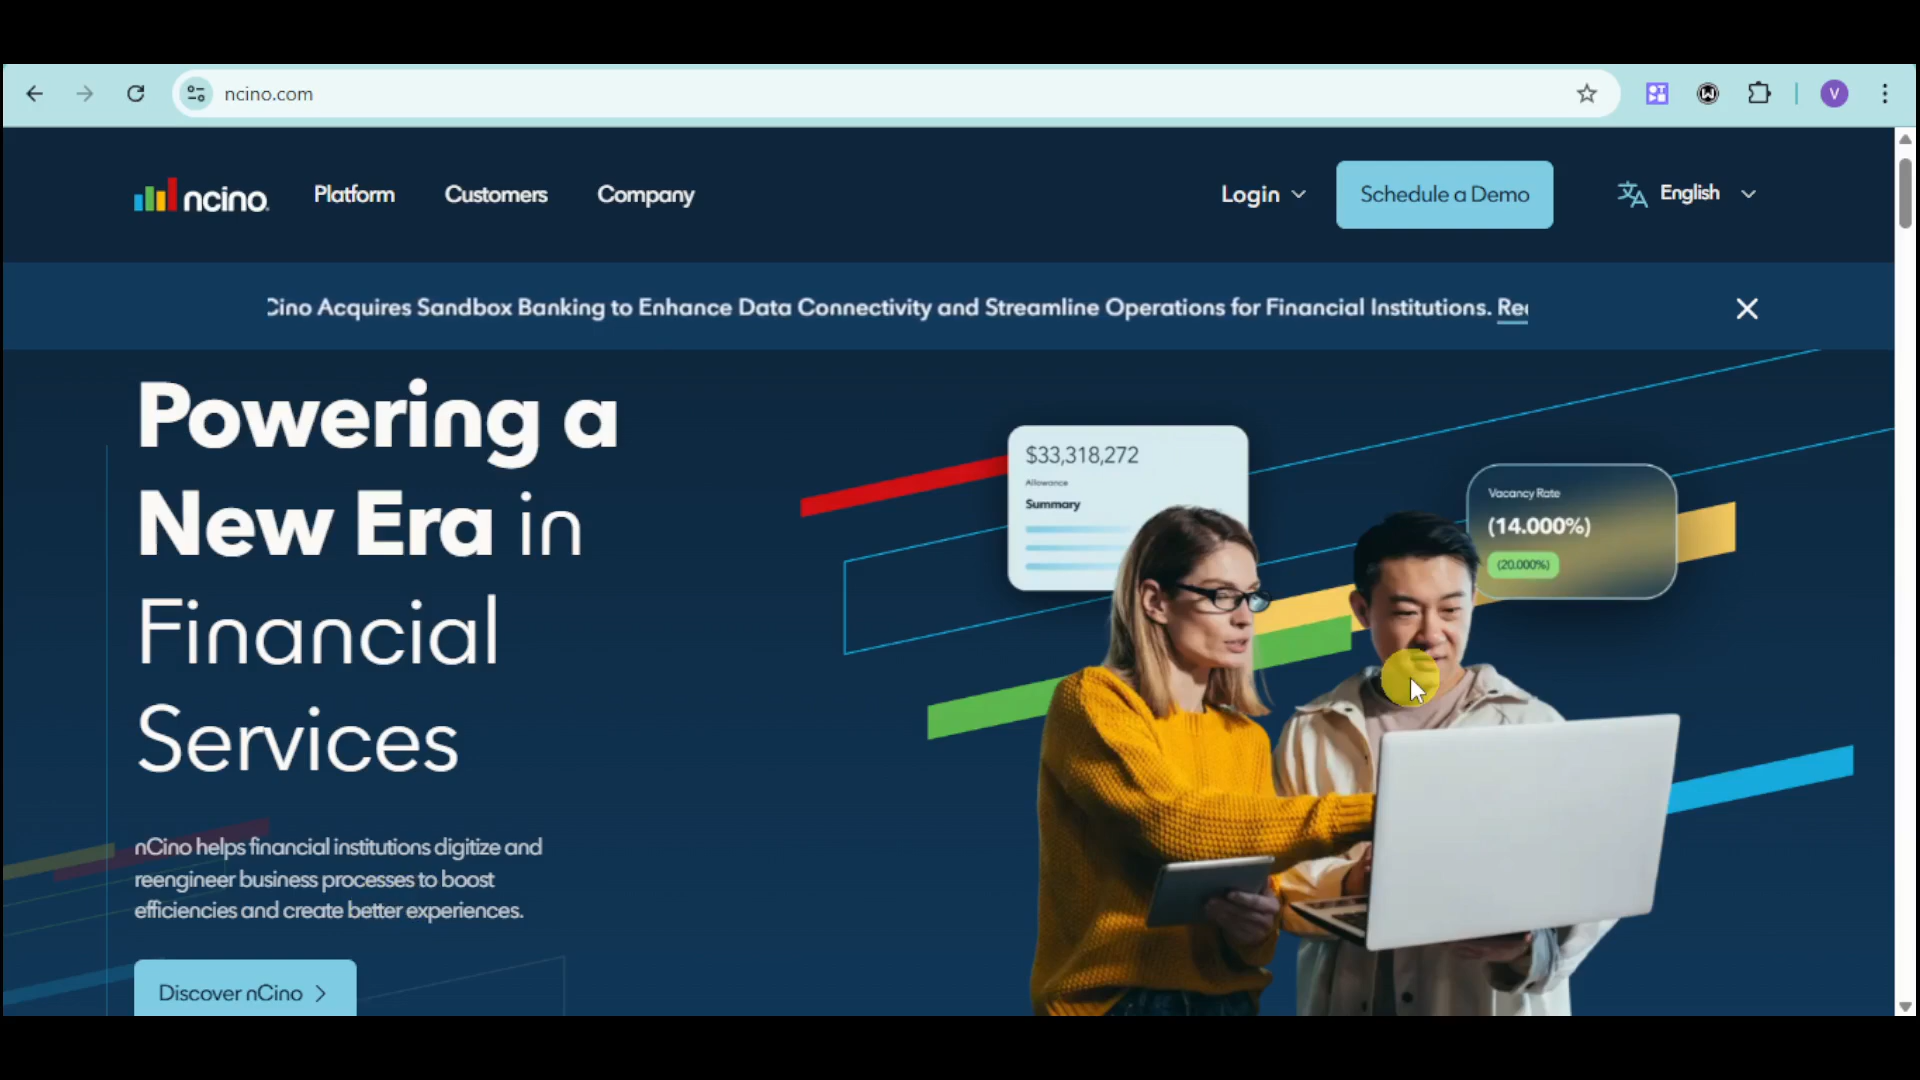 ncino.com
V
ncino
Platform
Customers
Company
Login
Schedule a Demo
English
Cino Acquires Sandbox Banking to Enhance Data Connectivity and Streamline Operations for Financial Institutions.
Powering a
New Era in
Financial
Services
$33,318,272
Allowance
Summary
Vacancy Rate
(14.000%)
(20.000%)
nCino helps financial institutions digitize and
reengineer business processes to boost
efficiencies and create better experiences.
Discover nCino